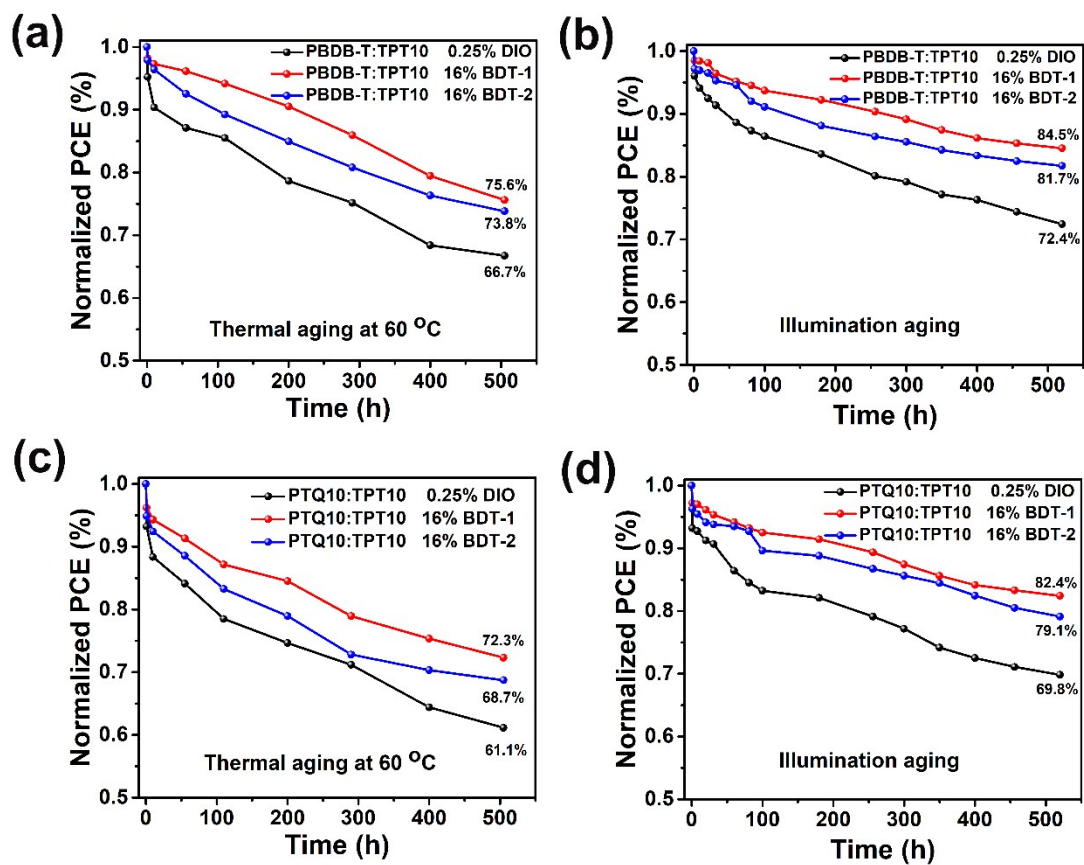 (a)
Normalized PCE (%)
1.0
0.9
0.8
0.7
0.6
0.5
PBDB-T:TPT10 0.25% DIO
PBDB-T:TPT10 16% BDT-1
PBDB-T:TPT10 16% BDT-2
75.6%
73.8%
66.7%
Thermal aging at 60 °C
0 100 200 300 400 500
Time (h)
(b)
Normalized PCE (%)
1.0
0.9
0.8
0.7
0.6
0.5
PBDB-T:TPT10 0.25% DIO
PBDB-T:TPT10 16% BDT-1
PBDB-T:TPT10 16% BDT-2
84.5%
81.7%
72.4%
Illumination aging
0 100 200 300 400 500
Time (h)
(c)
Normalized PCE (%)
1.0
0.9
0.8
0.7
0.6
0.5
PTQ10:TPT10 0.25% DIO
PTQ10:TPT10 16% BDT-1
PTQ10:TPT10 16% BDT-2
72.3%
68.7%
61.1%
Thermal aging at 60 °C
0 100 200 300 400 500
Time (h)
(d)
Normalized PCE (%)
1.0
0.9
0.8
0.7
0.6
0.5
PTQ10:TPT10 0.25% DIO
PTQ10:TPT10 16% BDT-1
PTQ10:TPT10 16% BDT-2
82.4%
79.1%
69.8%
Illumination aging
0 100 200 300 400 500
Time (h)